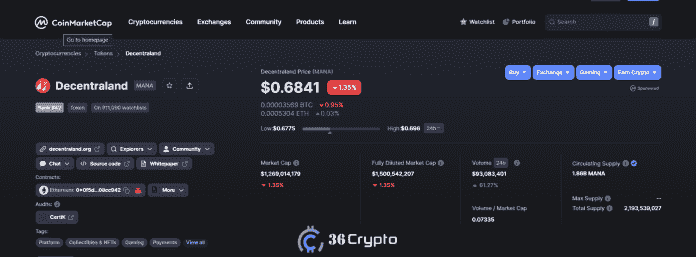 CoinMarketCap
Cryptocurrencies
Exchanges
Community
Products
Learn
Watchlist
Portfolio
Search
/
Go to homepage
Cryptocurrencies
Tokens
Decentraland
Decentraland
MANA
Token
On 911,290 watchlists
Decentraland Price (MANA)
$0.6841
1.35%
0.00003569 BTC
0.95%
0.0005304 ETH
0.03%
Low: $0.6775
High: $0.696
24h
Buy
Exchange
Gaming
Earn Crypto
Sponsored
decentraland.org
Explorers
Community
Chat
Source code
Whitepaper
Contracts:
Ethereum
0x0f5d...08cc942
More
Audits:
CertiK
Tags:
Platform
Collectibles & NFTs
Gaming
Payments
View all
Market Cap
$1,269,014,179
1.35%
Fully Diluted Market Cap
$1,500,542,207
1.35%
Volume
24h
$93,083,401
61.27%
Volume / Market Cap
0.07335
Circulating Supply
1.86B MANA
Max Supply
--
Total Supply
2,193,539,027
36Crypto